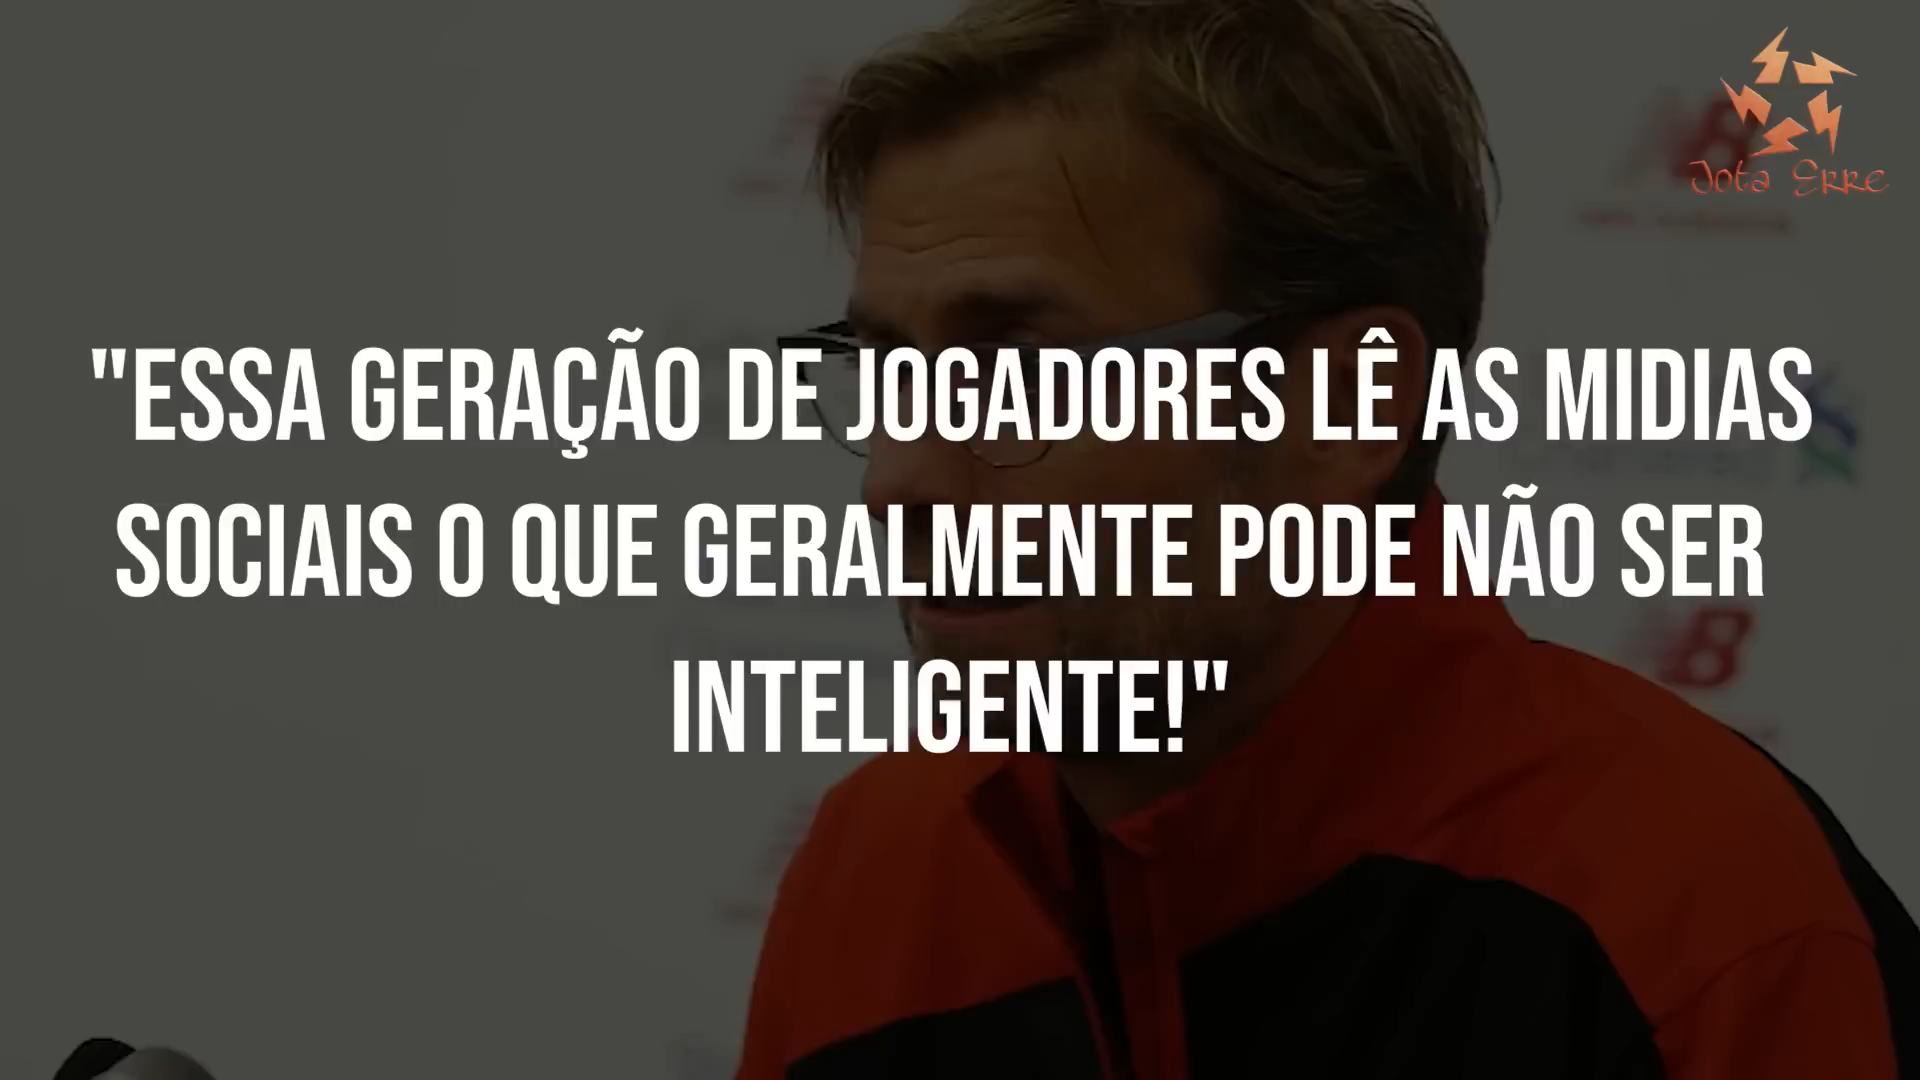 Jota Erre
"ESSA GERAÇÃO DE JOGADORES LÊ AS MIDIAS
SOCIAIS O QUE GERALMENTE PODE NÃO SER
INTELIGENTE!"